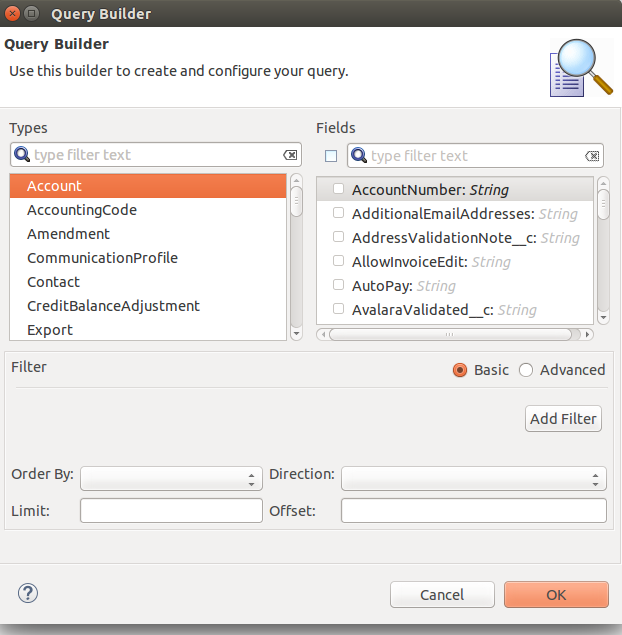 Query Builder
Query Builder
Use this builder to create and configure your query.
Types
Fields
type filter text
type filter text
Account
AccountingCode
Amendment
CommunicationProfile
Contact
CreditBalanceAdjustment
Export
AccountNumber: String
AdditionalEmailAddresses: String
AddressValidationNote__c: String
AllowInvoiceEdit: String
AutoPay: String
AvalaraValidated__c: String
Filter
Basic
Advanced
Add Filter
Order By:
Direction:
Limit:
Offset:
?
Cancel
OK